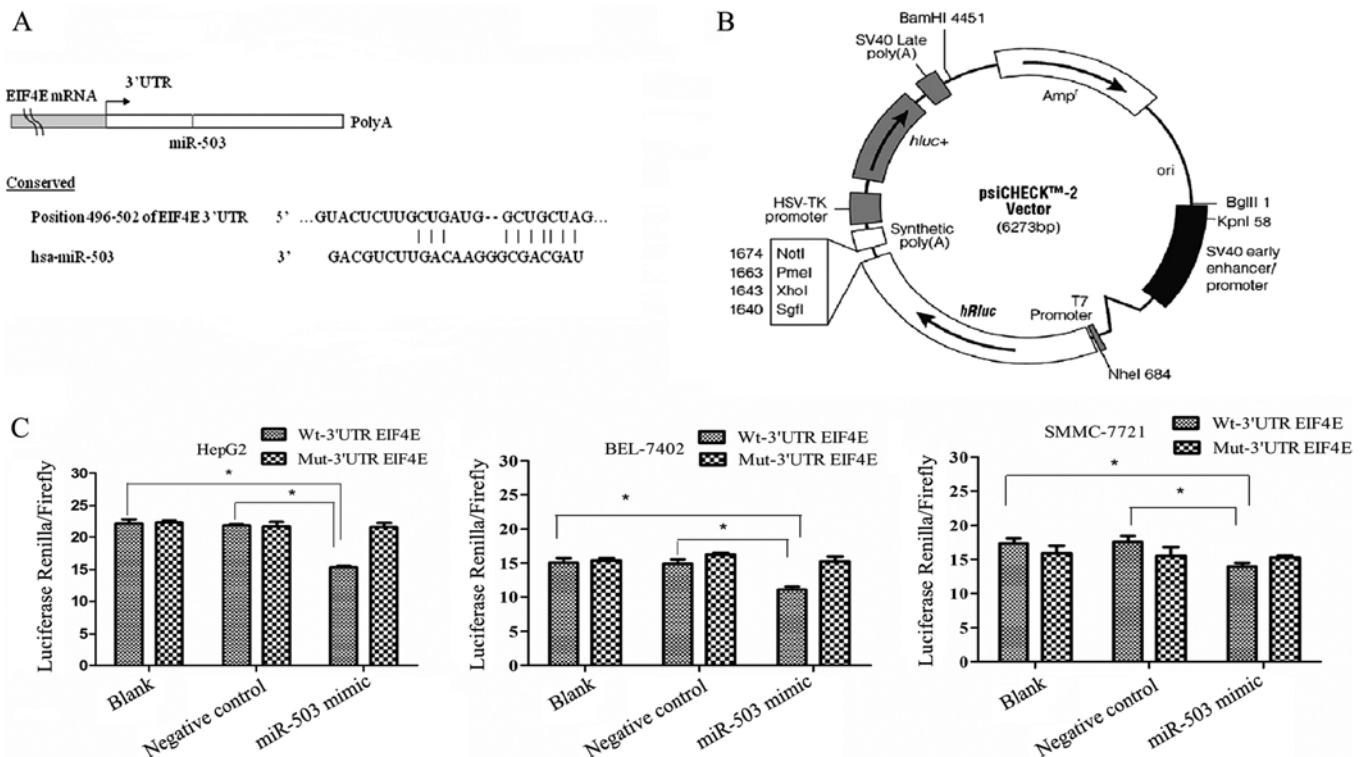 A
3'UTR
EIF4E mRNA
PolyA
miR-503
Conserved
Position 496-502 of EIF4E 3'UTR 5' ...GUACUCUUGCUGAUG--GCUGCUAG...
hsa-miR-503 3' GACGUCUUGACAAGGGCGACGAU
B
BamHI 4451
SV40 Late
poly(A)
Ampʳ
hluc+
ori
psiCHECK™-2
Vector
(6273bp)
HSV-TK
promoter
BglII 1
KpnI 58
Synthetic
poly(A)
SV40 early
enhancer/
promoter
1674 NotI
1663 PmeI
1643 XhoI
1640 SgfI
T7
Promoter
hRluc
NheI 684
C
HepG2
Wt-3'UTR EIF4E
Mut-3'UTR EIF4E
Luciferase Renilla/Firefly
30
25
20
15
10
5
0
*
*
Blank
Negative control
miR-503 mimic
BEL-7402
Wt-3'UTR EIF4E
Mut-3'UTR EIF4E
Luciferase Renilla/Firefly
30
25
20
15
10
5
0
*
*
Blank
Negative control
miR-503 mimic
SMMC-7721
Wt-3'UTR EIF4E
Mut-3'UTR EIF4E
Luciferase Renilla/Firefly
30
25
20
15
10
5
0
*
*
Blank
Negative control
miR-503 mimic